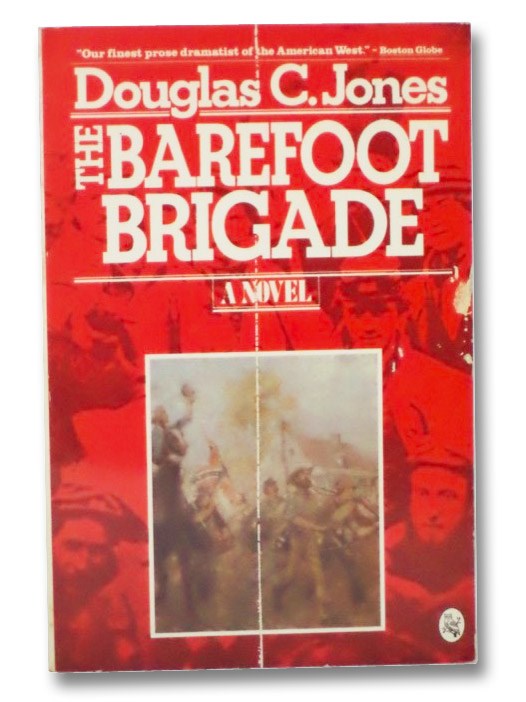 "Our finest prose dramatist of the American West." - Boston Globe
Douglas C. Jones
THE BAREFOOT
BRIGADE
A NOVEL